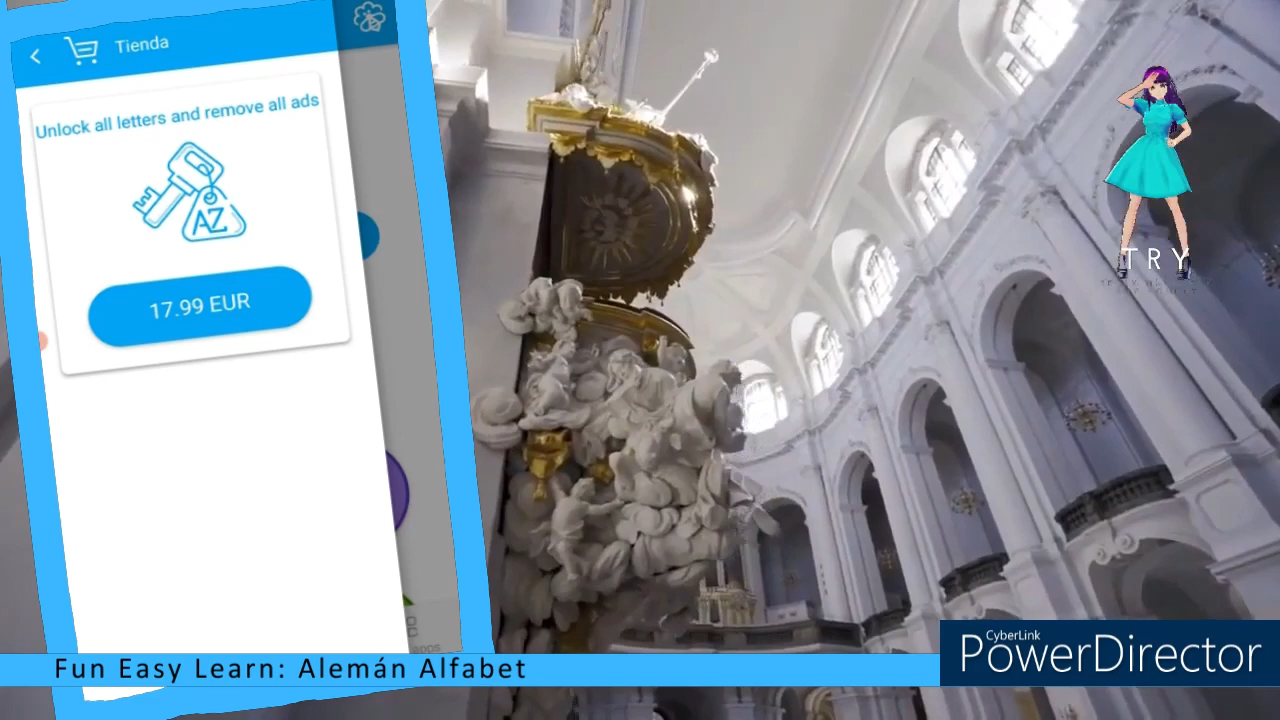 Tienda
Unlock all letters and remove all ads
AZ
17.99 EUR
apps
TRY
Fun Easy Learn: Alemán Alfabet
CyberLink
PowerDirector